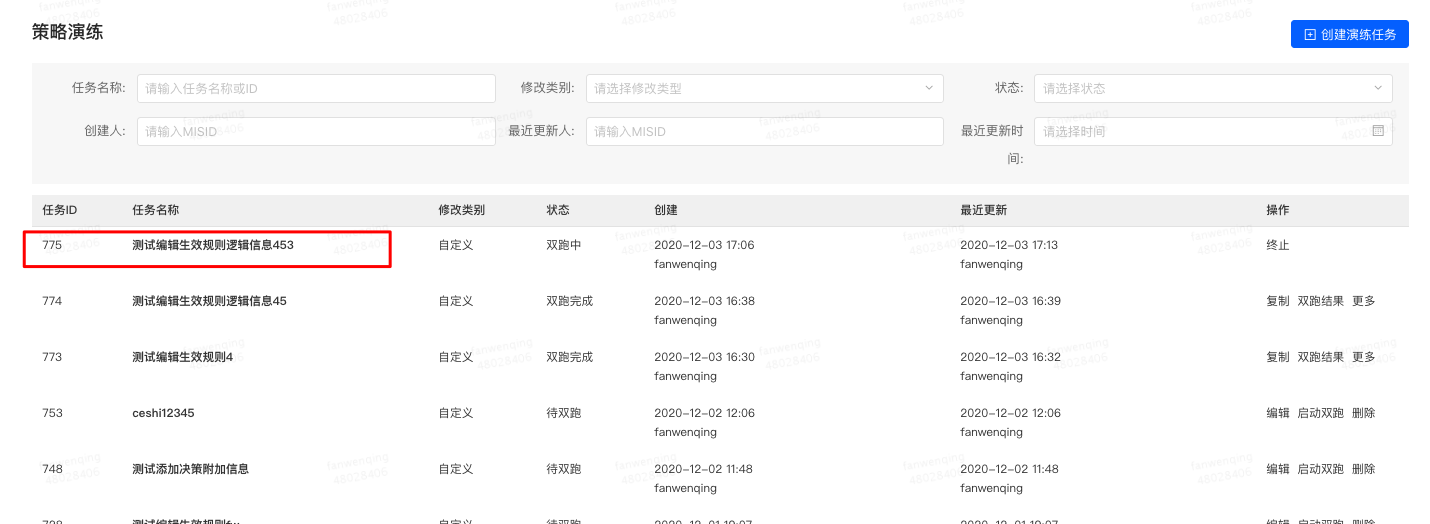 策略演练
创建演练任务
任务名称: 请输入任务名称或ID 修改类别: 请选择修改类型 状态: 请选择状态
创建人: 请输入MISID 最近更新人: 请输入MISID 最近更新时间: 请选择时间
任务ID 任务名称 修改类别 状态 创建 最近更新 操作
775 测试编辑生效规则逻辑信息453 自定义 双跑中 2020-12-03 17:06 2020-12-03 17:13 终止
fanwenqing fanwenqing
774 测试编辑生效规则逻辑信息45 自定义 双跑完成 2020-12-03 16:38 2020-12-03 16:39 复制 双跑结果 更多
fanwenqing fanwenqing
773 测试编辑生效规则4 自定义 双跑完成 2020-12-03 16:30 2020-12-03 16:32 复制 双跑结果 更多
fanwenqing fanwenqing
753 ceshi12345 自定义 待双跑 2020-12-02 12:06 2020-12-02 12:06 编辑 启动双跑 删除
fanwenqing fanwenqing
748 测试添加决策附加信息 自定义 待双跑 2020-12-02 11:48 2020-12-02 11:48 编辑 启动双跑 删除
fanwenqing fanwenqing
自定义 待双跑 编辑 启动双跑 删除